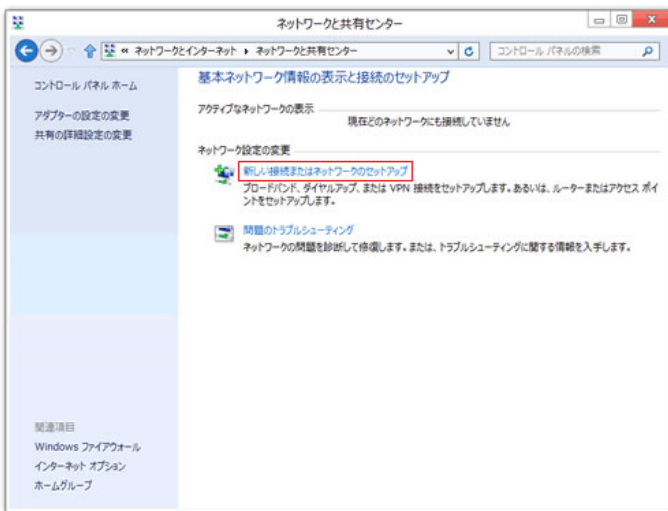 ネットワークと共有センター
« ネットワークとインターネット ▸ ネットワークと共有センター
コントロール パネルの検索
コントロール パネル ホーム
アダプターの設定の変更
共有の詳細設定の変更
基本ネットワーク情報の表示と接続のセットアップ
アクティブなネットワークの表示
現在どのネットワークにも接続していません
ネットワーク設定の変更
新しい接続またはネットワークのセットアップ
ブロードバンド、ダイヤルアップ、または VPN 接続をセットアップします。あるいは、ルーターまたはアクセス ポイ
ントをセットアップします。
問題のトラブルシューティング
ネットワークの問題を診断して修復します。または、トラブルシューティングに関する情報を入手します。
関連項目
Windows ファイアウォール
インターネット オプション
ホームグループ